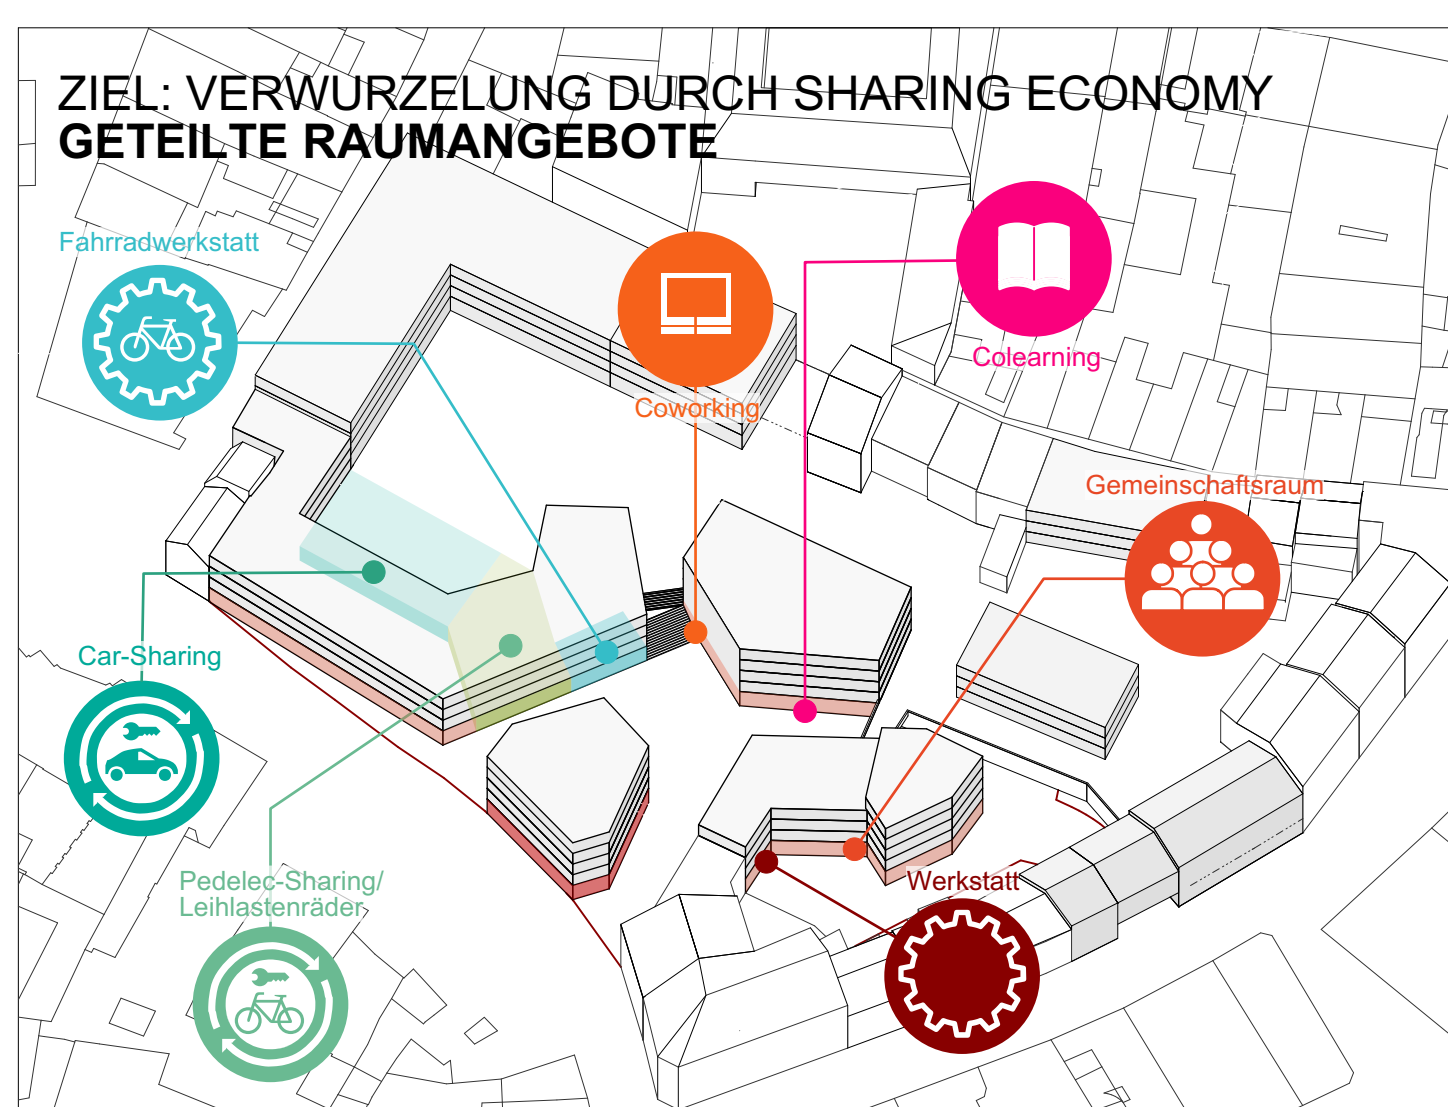 ZIEL: VERWURZELUNG DURCH SHARING ECONOMY
GETEILTE RAUMANGEBOTE
Fahrradwerkstatt
Colearning
Coworking
Gemeinschaftsraum
Car-Sharing
Pedelec-Sharing/
Leihlastenräder
Werkstatt